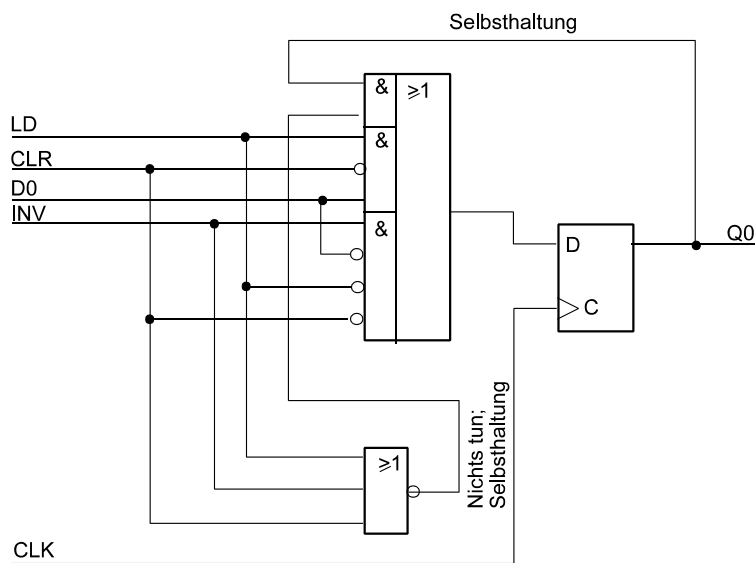 Selbsthaltung
&
≥1
LD
&
CLR
D0
INV
&
Q0
D
C
Nichts tun;
Selbsthaltung
≥1
CLK